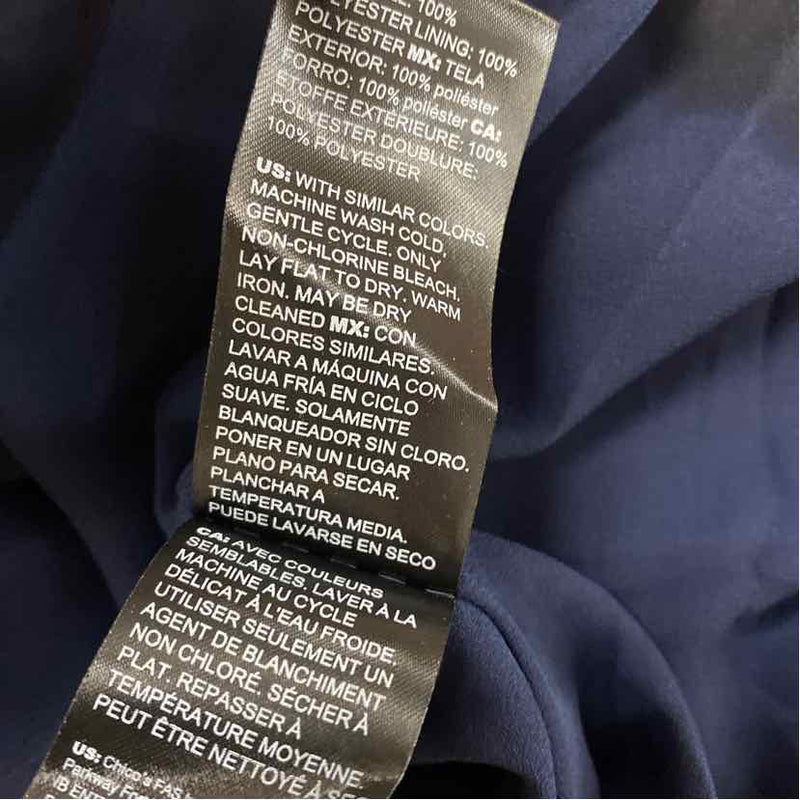 100%
POLYESTER LINING: 100%
POLYESTER MX: TELA
EXTERIOR: 100% poliéster
FORRO: 100% poliéster CA:
ÉTOFFE EXTÉRIEURE: 100%
POLYESTER DOUBLURE:
100% POLYESTER
US: WITH SIMILAR COLORS.
MACHINE WASH COLD,
GENTLE CYCLE. ONLY
NON-CHLORINE BLEACH.
LAY FLAT TO DRY. WARM
IRON. MAY BE DRY
CLEANED MX: CON
COLORES SIMILARES.
LAVAR A MÁQUINA CON
AGUA FRÍA EN CICLO
SUAVE. SOLAMENTE
BLANQUEADOR SIN CLORO.
PONER EN UN LUGAR
PLANO PARA SECAR.
PLANCHAR A
TEMPERATURA MEDIA.
PUEDE LAVARSE EN SECO
CA: AVEC COULEURS
SEMBLABLES. LAVER À LA
MACHINE AU CYCLE
DÉLICAT À L'EAU FROIDE.
UTILISER SEULEMENT UN
AGENT DE BLANCHIMENT
NON CHLORÉ. SÉCHER À
PLAT. REPASSER À
TEMPÉRATURE MOYENNE.
PEUT ÊTRE NETTOYÉ À SEC
US: Chico's FAS
Parkway